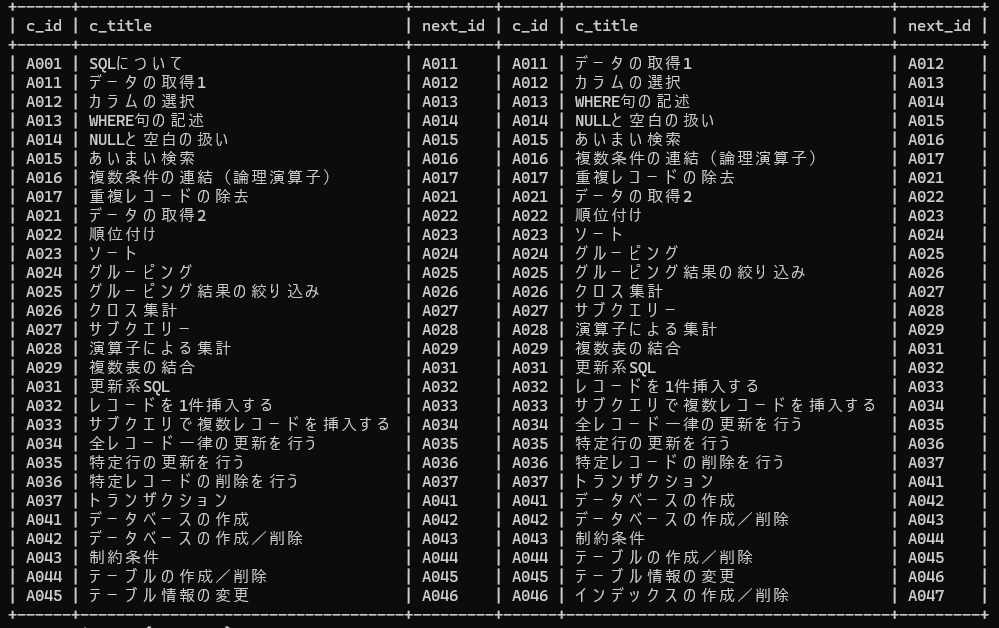 | c_id | c_title | next_id | c_id | c_title | next_id |
| A001 | SQLについて | A011 | A011 | データの取得1 | A012 |
| A011 | データの取得1 | A012 | A012 | カラムの選択 | A013 |
| A012 | カラムの選択 | A013 | A013 | WHERE句の記述 | A014 |
| A013 | WHERE句の記述 | A014 | A014 | NULLと空白の扱い | A015 |
| A014 | NULLと空白の扱い | A015 | A015 | あいまい検索 | A016 |
| A015 | あいまい検索 | A016 | A016 | 複数条件の連結（論理演算子） | A017 |
| A016 | 複数条件の連結（論理演算子） | A017 | A017 | 重複レコードの除去 | A021 |
| A017 | 重複レコードの除去 | A021 | A021 | データの取得2 | A022 |
| A021 | データの取得2 | A022 | A022 | 順位付け | A023 |
| A022 | 順位付け | A023 | A023 | ソート | A024 |
| A023 | ソート | A024 | A024 | グルーピング | A025 |
| A024 | グルーピング | A025 | A025 | グルーピング結果の絞り込み | A026 |
| A025 | グルーピング結果の絞り込み | A026 | A026 | クロス集計 | A027 |
| A026 | クロス集計 | A027 | A027 | サブクエリー | A028 |
| A027 | サブクエリー | A028 | A028 | 演算子による集計 | A029 |
| A028 | 演算子による集計 | A029 | A029 | 複数表の結合 | A031 |
| A029 | 複数表の結合 | A031 | A031 | 更新系SQL | A032 |
| A031 | 更新系SQL | A032 | A032 | レコードを1件挿入する | A033 |
| A032 | レコードを1件挿入する | A033 | A033 | サブクエリで複数レコードを挿入する | A034 |
| A033 | サブクエリで複数レコードを挿入する | A034 | A034 | 全レコード一律の更新を行う | A035 |
| A034 | 全レコード一律の更新を行う | A035 | A035 | 特定行の更新を行う | A036 |
| A035 | 特定行の更新を行う | A036 | A036 | 特定レコードの削除を行う | A037 |
| A036 | 特定レコードの削除を行う | A037 | A037 | トランザクション | A041 |
| A037 | トランザクション | A041 | A041 | データベースの作成 | A042 |
| A041 | データベースの作成 | A042 | A042 | データベースの作成／削除 | A043 |
| A042 | データベースの作成／削除 | A043 | A043 | 制約条件 | A044 |
| A043 | 制約条件 | A044 | A044 | テーブルの作成／削除 | A045 |
| A044 | テーブルの作成／削除 | A045 | A045 | テーブル情報の変更 | A046 |
| A045 | テーブル情報の変更 | A046 | A046 | インデックスの作成／削除 | A047 |